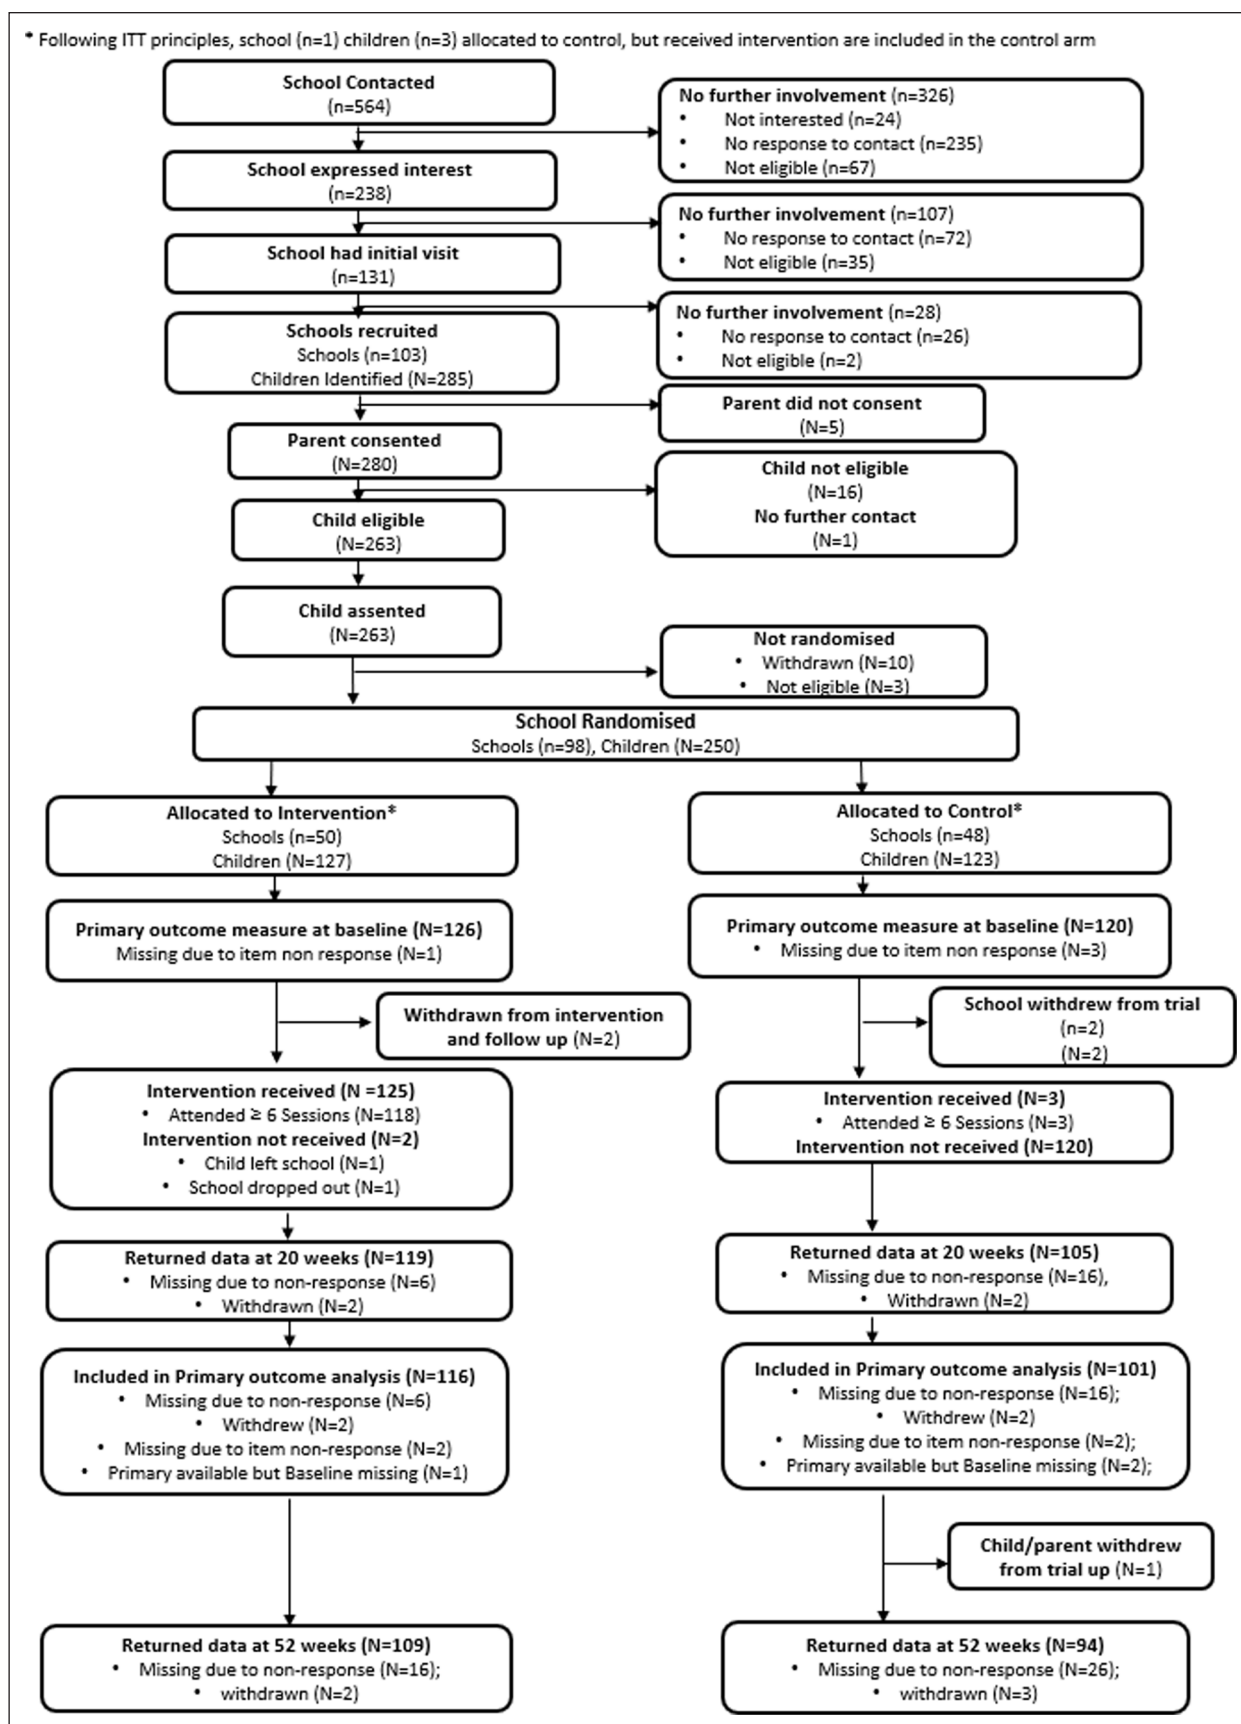 * Following ITT principles, school (n=1) children (n=3) allocated to control, but received intervention are included in the control arm
School Contacted
(n=564)
No further involvement (n=326)
• Not interested (n=24)
• No response to contact (n=235)
• Not eligible (n=67)
School expressed interest
(n=238)
No further involvement (n=107)
• No response to contact (n=72)
• Not eligible (n=35)
School had initial visit
(n=131)
No further involvement (n=28)
• No response to contact (n=26)
• Not eligible (n=2)
Schools recruited
Schools (n=103)
Children Identified (N=285)
Parent did not consent
(N=5)
Parent consented
(N=280)
Child not eligible
(N=16)
No further contact
(N=1)
Child eligible
(N=263)
Child assented
(N=263)
Not randomised
• Withdrawn (N=10)
• Not eligible (N=3)
School Randomised
Schools (n=98), Children (N=250)
Allocated to Intervention*
Schools (n=50)
Children (N=127)
Allocated to Control*
Schools (n=48)
Children (N=123)
Primary outcome measure at baseline (N=126)
Missing due to item non response (N=1)
Primary outcome measure at baseline (N=120)
• Missing due to item non response (N=3)
Withdrawn from intervention
and follow up (N=2)
School withdrew from trial
(n=2)
(N=2)
Intervention received (N =125)
• Attended ≥ 6 Sessions (N=118)
Intervention not received (N=2)
• Child left school (N=1)
• School dropped out (N=1)
Intervention received (N=3)
• Attended ≥ 6 Sessions (N=3)
Intervention not received (N=120)
Returned data at 20 weeks (N=119)
• Missing due to non-response (N=6)
• Withdrawn (N=2)
Returned data at 20 weeks (N=105)
• Missing due to non-response (N=16),
• Withdrawn (N=2)
Included in Primary outcome analysis (N=116)
• Missing due to non-response (N=6)
• Withdrew (N=2)
• Missing due to item non-response (N=2)
• Primary available but Baseline missing (N=1)
Included in Primary outcome analysis (N=101)
• Missing due to non-response (N=16);
• Withdrew (N=2)
• Missing due to item non-response (N=2);
• Primary available but Baseline missing (N=2);
Child/parent withdrew
from trial up (N=1)
Returned data at 52 weeks (N=109)
• Missing due to non-response (N=16);
• withdrawn (N=2)
Returned data at 52 weeks (N=94)
• Missing due to non-response (N=26);
• withdrawn (N=3)